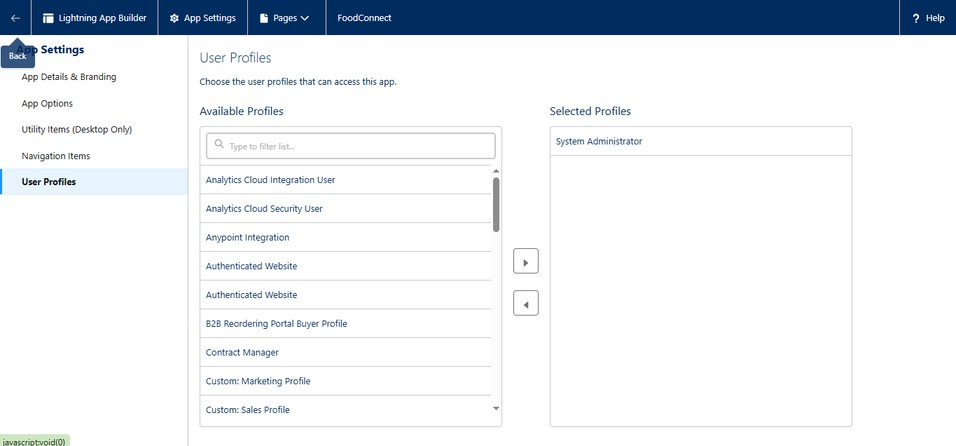 Lightning App Builder
App Settings
Pages
FoodConnect
? Help
Back
App Settings
App Details & Branding
App Options
Utility Items (Desktop Only)
Navigation Items
User Profiles
User Profiles
Choose the user profiles that can access this app.
Available Profiles
Type to filter list...
Analytics Cloud Integration User
Analytics Cloud Security User
Anypoint Integration
Authenticated Website
Authenticated Website
B2B Reordering Portal Buyer Profile
Contract Manager
Custom: Marketing Profile
Custom: Sales Profile
Selected Profiles
System Administrator
javascript:void(0)